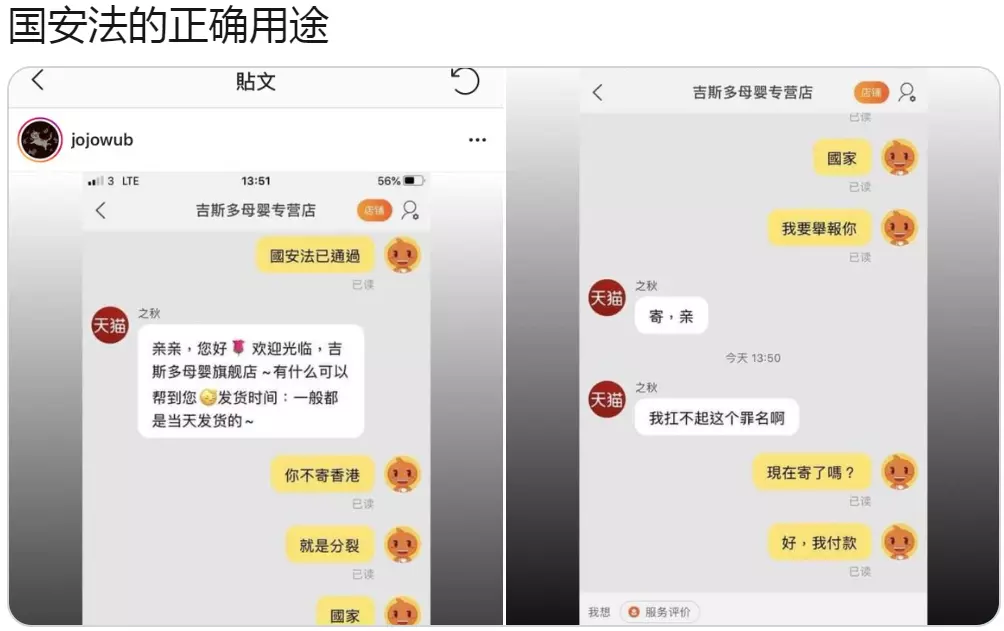 国安法的正确用途
貼文
jojowub
3 LTE
13:51
56%
吉斯多母婴专营店
店铺
國安法已通過
已读
之秋
天猫
亲亲，您好🌹欢迎光临，吉
斯多母婴旗舰店～有什么可以
帮到您😊发货时间：一般都
是当天发货的～
你不寄香港
已读
就是分裂
已读
國家
吉斯多母婴专营店
店铺
已读
國家
已读
我要舉報你
已读
之秋
天猫
寄，亲
今天 13:50
之秋
天猫
我扛不起这个罪名啊
現在寄了嗎？
已读
好，我付款
已读
我想
服务评价